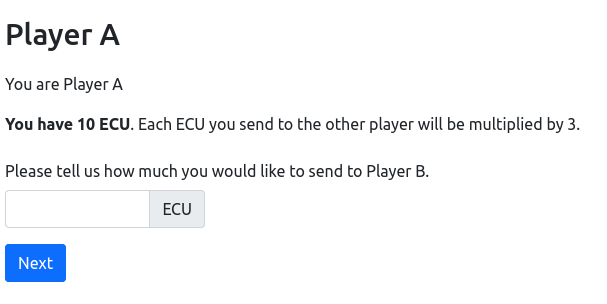 Player A
You are Player A
You have 10 ECU. Each ECU you send to the other player will be multiplied by 3.
Please tell us how much you would like to send to Player B.
ECU
Next